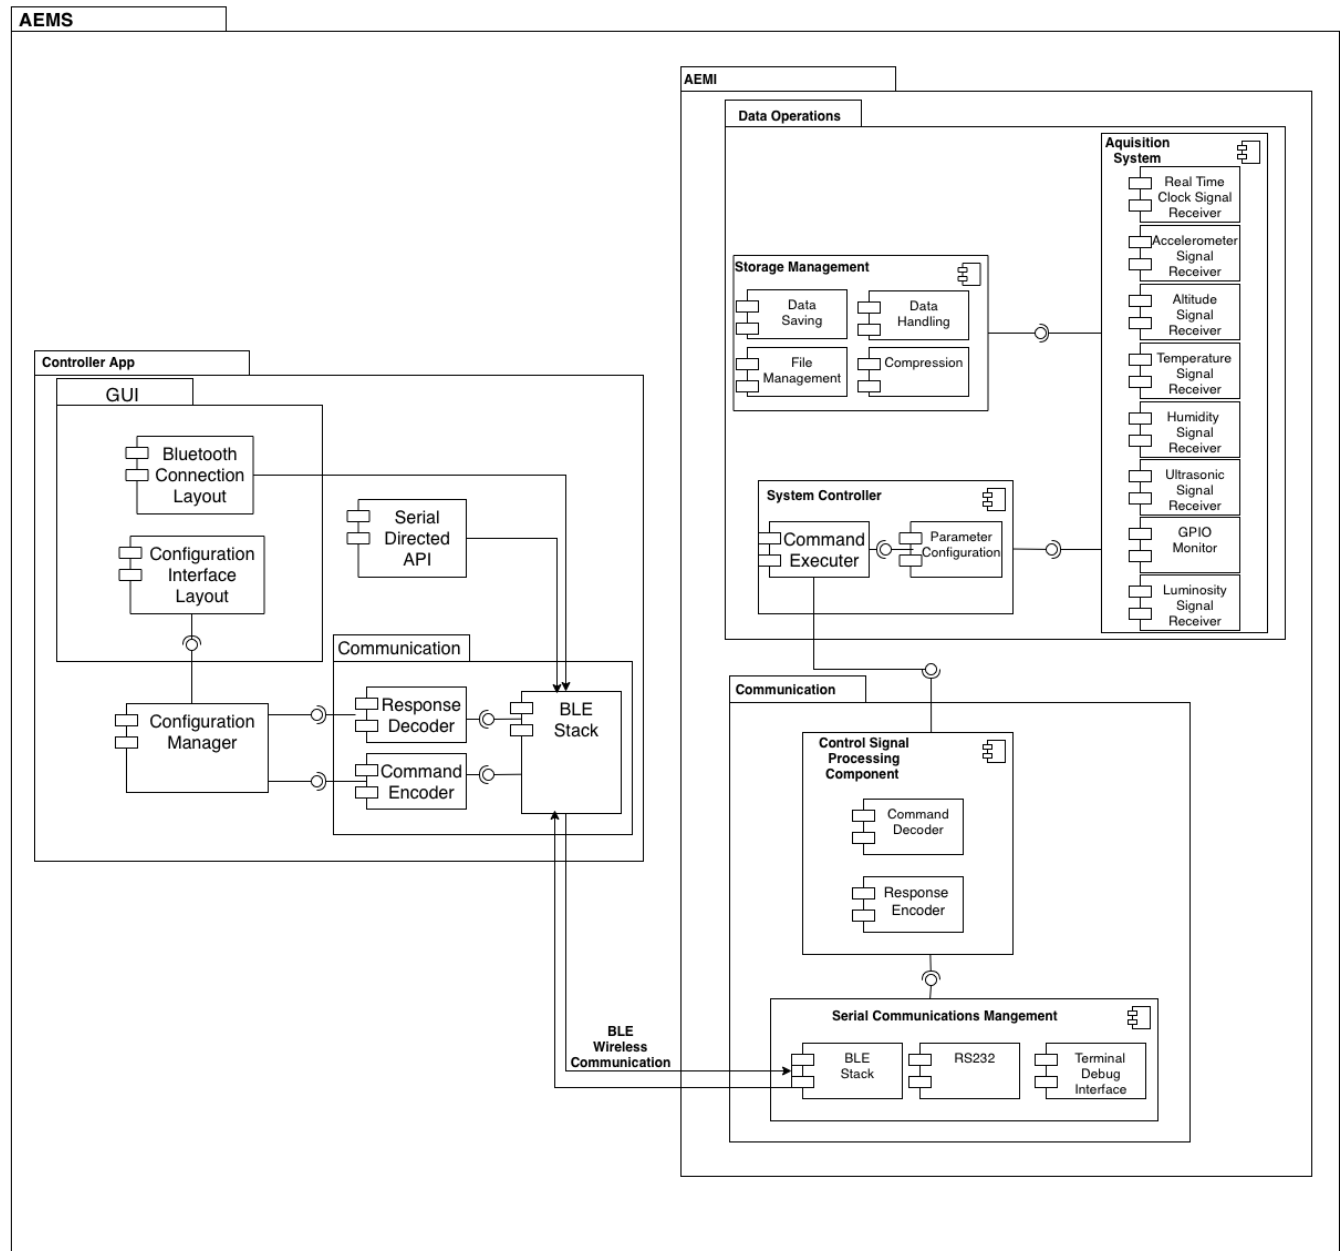 AEMS
AEMI
Data Operations
Aquisition
System
Real Time
Clock Signal
Receiver
Accelerometer
Signal
Receiver
Altitude
Signal
Receiver
Temperature
Signal
Receiver
Humidity
Signal
Receiver
Ultrasonic
Signal
Receiver
GPIO
Monitor
Luminosity
Signal
Receiver
Storage Management
Data
Saving
Data
Handling
File
Management
Compression
System Controller
Command
Executer
Parameter
Configuration
Controller App
GUI
Bluetooth
Connection
Layout
Configuration
Interface
Layout
Serial
Directed
API
Communication
Response
Decoder
Command
Encoder
BLE
Stack
Configuration
Manager
Communication
Control Signal
Processing
Component
Command
Decoder
Response
Encoder
Serial Communications Mangement
BLE
Stack
RS232
Terminal
Debug
Interface
BLE
Wireless
Communication